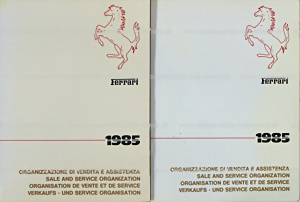 Ferrari
1985
ORGANIZZAZIONE DI VENDITA E ASSISTENZA
SALE AND SERVICE ORGANIZATION
ORGANISATION DE VENTE ET DE SERVICE
VERKAUFS - UND SERVICE ORGANISATION
Ferrari
1985
ORGANIZZAZIONE DI VENDITA E ASSISTENZA
SALE AND SERVICE ORGANIZATION
ORGANISATION DE VENTE ET DE SERVICE
VERKAUFS - UND SERVICE ORGANISATION